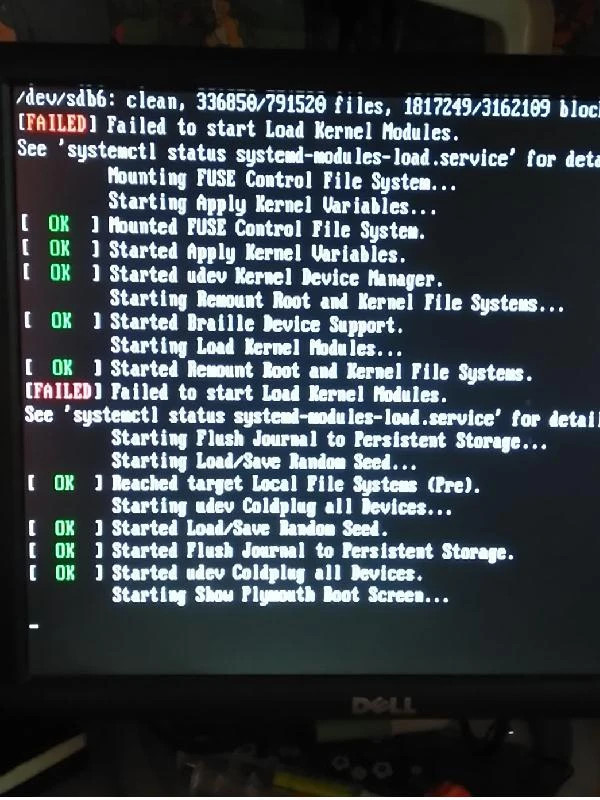 /dev/sdb6: clean, 336850/791520 files, 1817249/3162109 bloc
[FAILED] Failed to start Load Kernel Modules.
See 'systemctl status systemd-modules-load.service' for deta
Mounting FUSE Control File System...
Starting Apply Kernel Variables...
[ OK ] Mounted FUSE Control File System.
[ OK ] Started Apply Kernel Variables.
[ OK ] Started udev Kernel Device Manager.
Starting Remount Root and Kernel File Systems...
[ OK ] Started Braille Device Support.
Starting Load Kernel Modules...
[ OK ] Started Remount Root and Kernel File Systems.
[FAILED] Failed to start Load Kernel Modules.
See 'systemctl status systemd-modules-load.service' for detai
Starting Flush Journal to Persistent Storage...
Starting Load/Save Random Seed...
[ OK ] Reached target Local File Systems (Pre).
Starting udev Coldplug all Devices...
[ OK ] Started Load/Save Random Seed.
[ OK ] Started Flush Journal to Persistent Storage.
[ OK ] Started udev Coldplug all Devices.
Starting Show Plymouth Boot Screen...
DELL